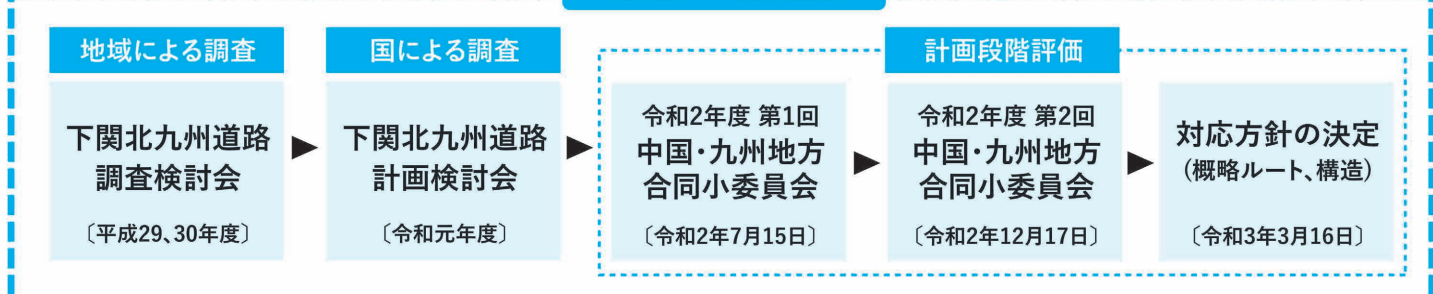 地域による調査
国による調査
計画段階評価
下関北九州道路
調査検討会
〔平成29、30年度〕
下関北九州道路
計画検討会
〔令和元年度〕
令和2年度 第1回
中国・九州地方
合同小委員会
〔令和2年7月15日〕
令和2年度 第2回
中国・九州地方
合同小委員会
〔令和2年12月17日〕
対応方針の決定
(概略ルート、構造)
〔令和3年3月16日〕